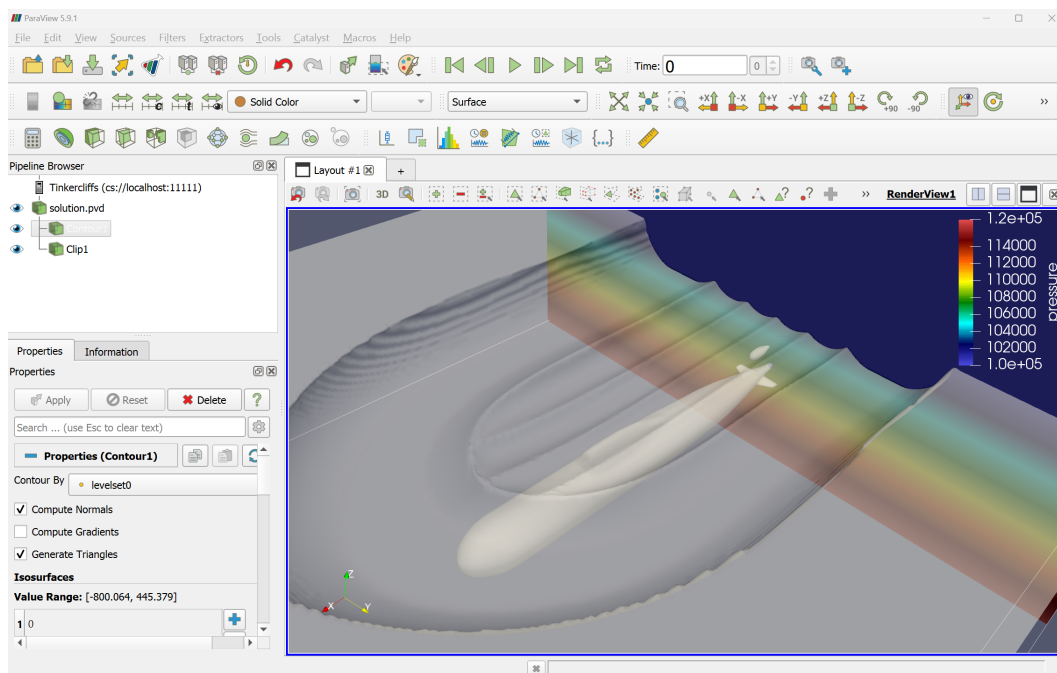 ParaView 5.9.1
File Edit View Sources Filters Extractors Tools Catalyst Macros Help
Time: 0 0
Solid Color Surface +X -X +Y -Y +Z -Z +90 -90 »
Pipeline Browser
Layout #1 +
Tinkercliffs (cs://localhost:11111)
3D » RenderView1
solution.pvd
Contour1
Clip1
1.2e+05
114000
112000
110000
108000
106000
104000
102000
1.0e+05
pressure
Properties Information
Properties
Apply Reset Delete ?
Search ... (use Esc to clear text)
Properties (Contour1)
Contour By levelset0
Compute Normals
Compute Gradients
Generate Triangles
Isosurfaces
Value Range: [-800.064, 445.379]
1 0
X Y Z